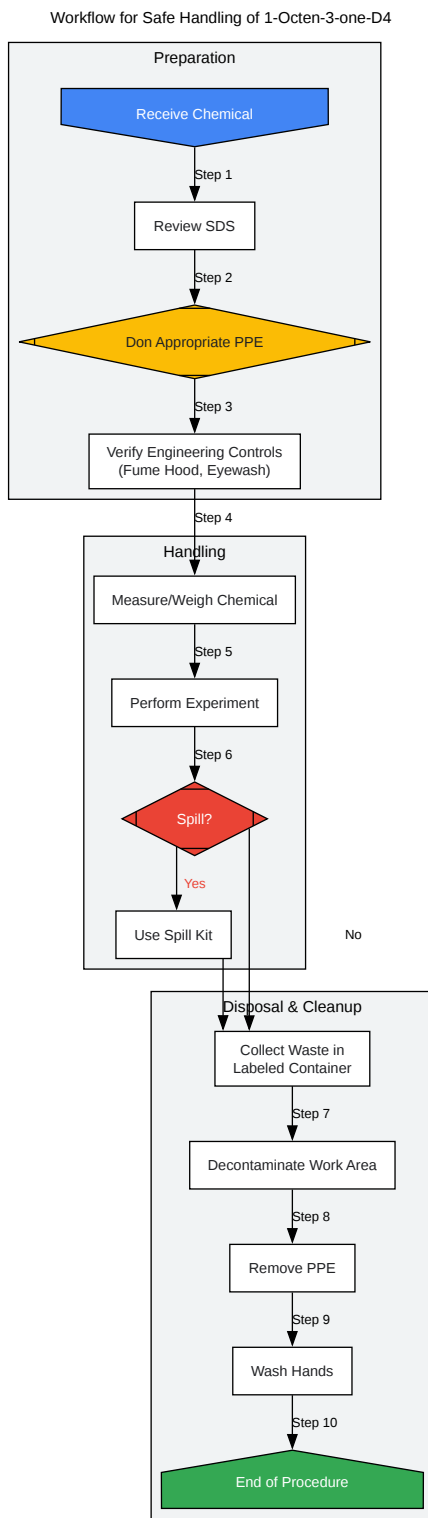 Workflow for Safe Handling of 1-Octen-3-one-D4
Preparation
Receive Chemical
Step 1
Review SDS
Step 2
Don Appropriate PPE
Step 3
Verify Engineering Controls
(Fume Hood, Eyewash)
Step 4
Handling
Measure/Weigh Chemical
Step 5
Perform Experiment
Step 6
Spill?
Yes
Use Spill Kit
No
Disposal & Cleanup
Collect Waste in
Labeled Container
Step 7
Decontaminate Work Area
Step 8
Remove PPE
Step 9
Wash Hands
Step 10
End of Procedure